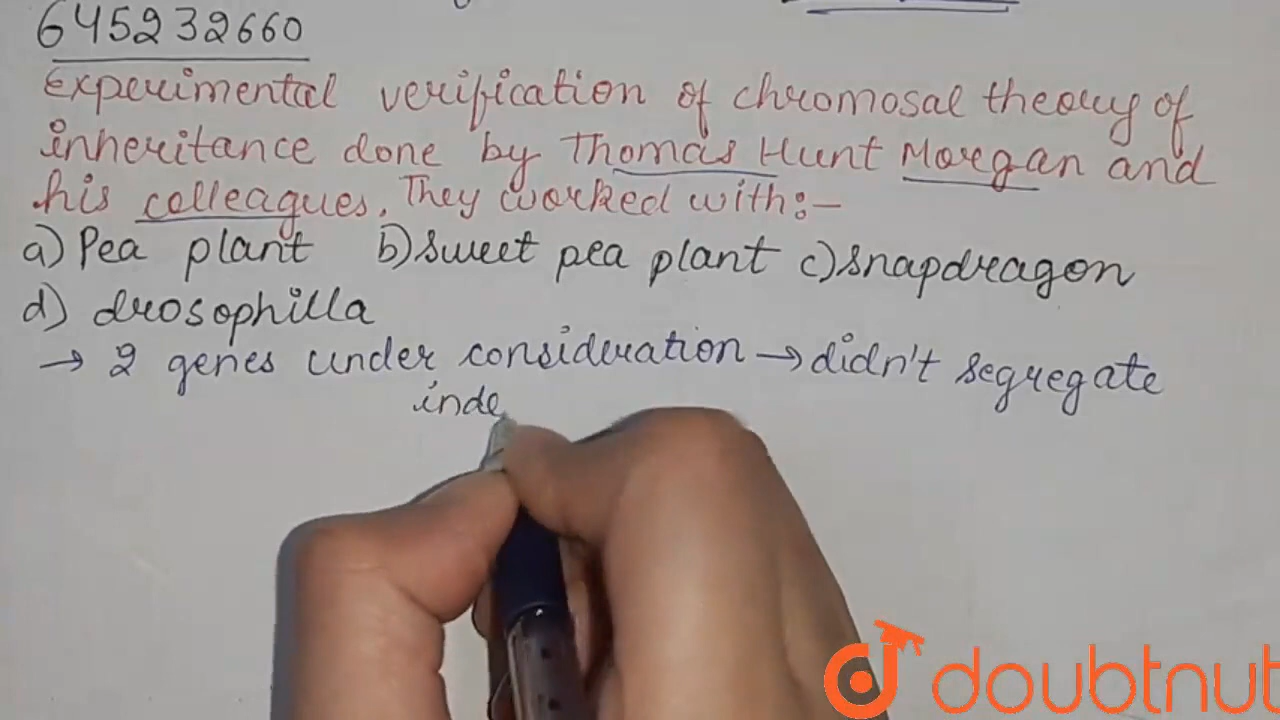 645232660
Experimental verification of chromosal theory of
inheritance done by Thomas Hunt Morgan and
his colleagues. They worked with:-
a) Pea plant b) sweet pea plant c) snapdragon
d) drosophilla
→ 2 genes under consideration → didn't segregate
inde
doubtnut